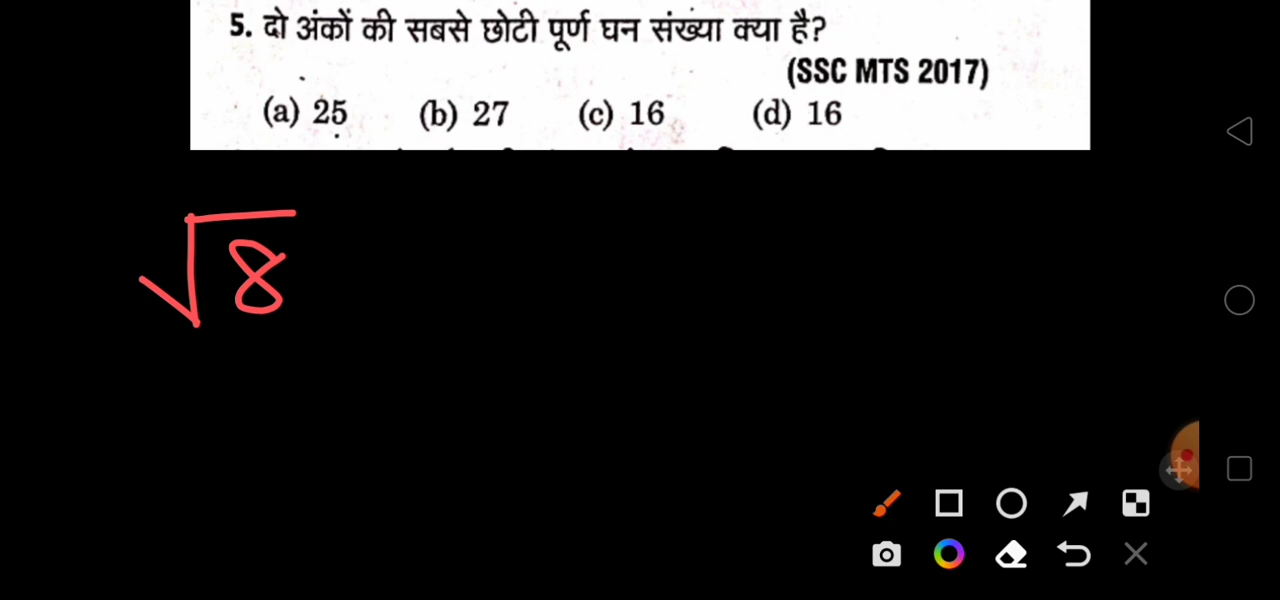 5. दो अंकों की सबसे छोटी पूर्ण घन संख्या क्या है?
(SSC MTS 2017)
(a) 25 (b) 27 (c) 16 (d) 16
√8